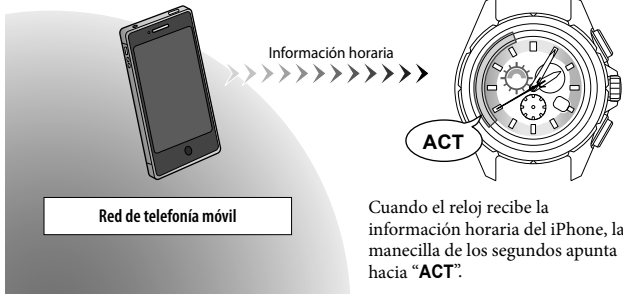 Información horaria
ACT
Red de telefonía móvil
Cuando el reloj recibe la
información horaria del iPhone, la
manecilla de los segundos apunta
hacia “ACT”.